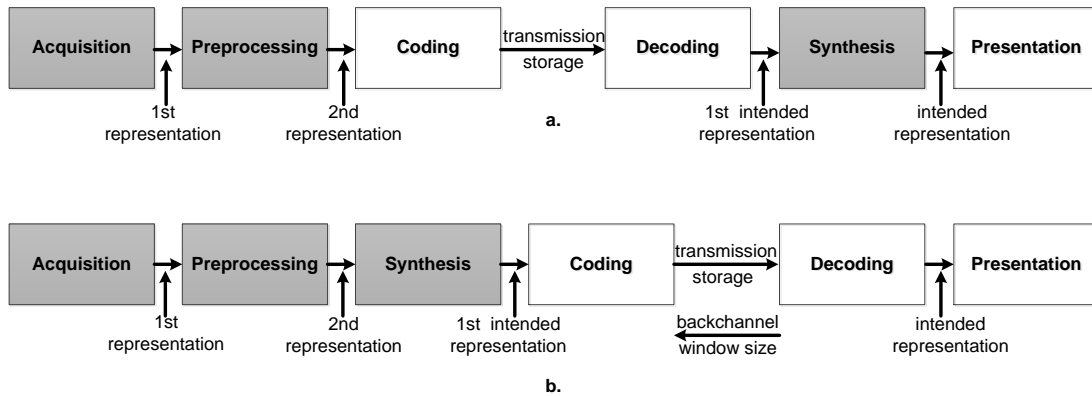 Acquisition
Preprocessing
Coding
transmission
storage
Decoding
Synthesis
Presentation
1st
representation
2nd
representation
1st intended
representation
intended
representation
a.
Acquisition
Preprocessing
Synthesis
Coding
transmission
storage
Decoding
Presentation
1st
representation
2nd
representation
1st intended
representation
backchannel
window size
intended
representation
b.